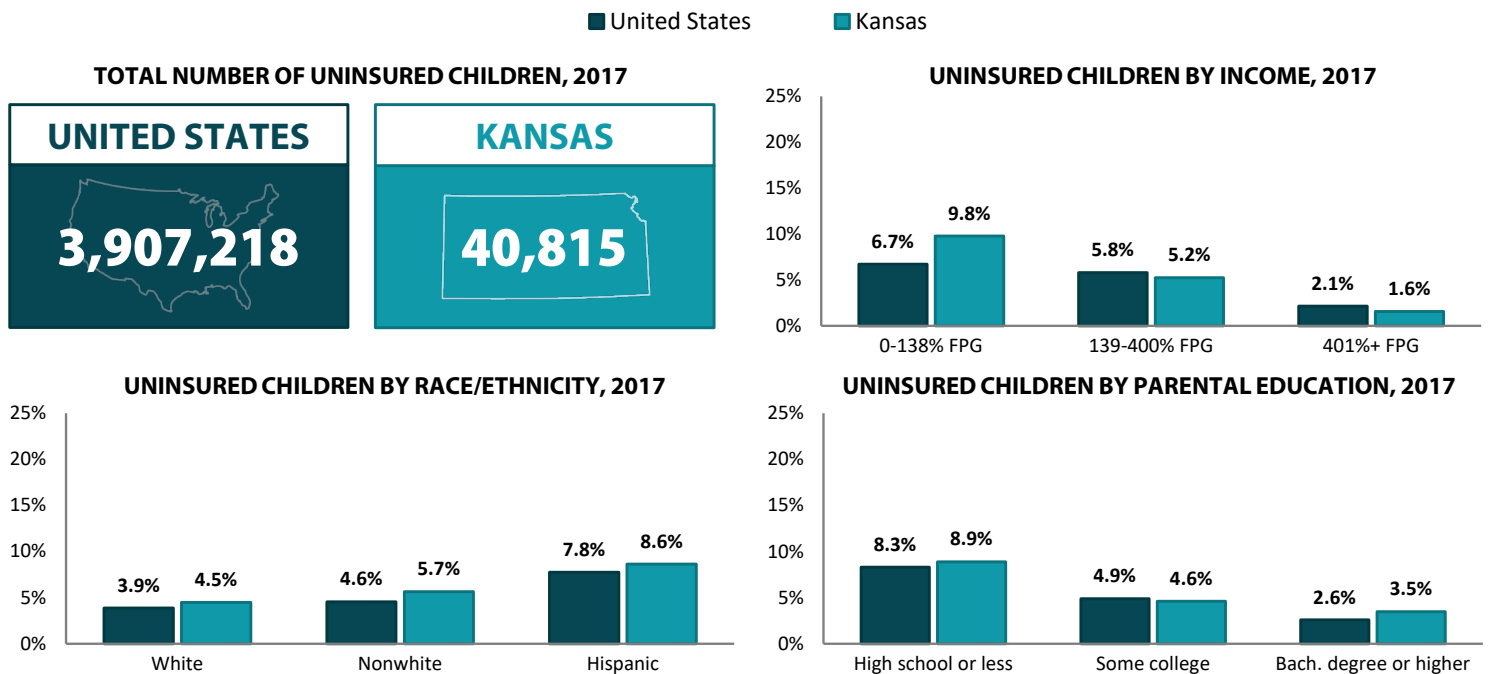 United States
Kansas
TOTAL NUMBER OF UNINSURED CHILDREN, 2017
UNITED STATES
3,907,218
KANSAS
40,815
UNINSURED CHILDREN BY INCOME, 2017
25%
20%
15%
10%
5%
0%
6.7%
9.8%
5.8%
5.2%
2.1%
1.6%
0-138% FPG
139-400% FPG
401%+ FPG
UNINSURED CHILDREN BY RACE/ETHNICITY, 2017
25%
20%
15%
10%
5%
0%
3.9%
4.5%
4.6%
5.7%
7.8%
8.6%
White
Nonwhite
Hispanic
UNINSURED CHILDREN BY PARENTAL EDUCATION, 2017
25%
20%
15%
10%
5%
0%
8.3%
8.9%
4.9%
4.6%
2.6%
3.5%
High school or less
Some college
Bach. degree or higher